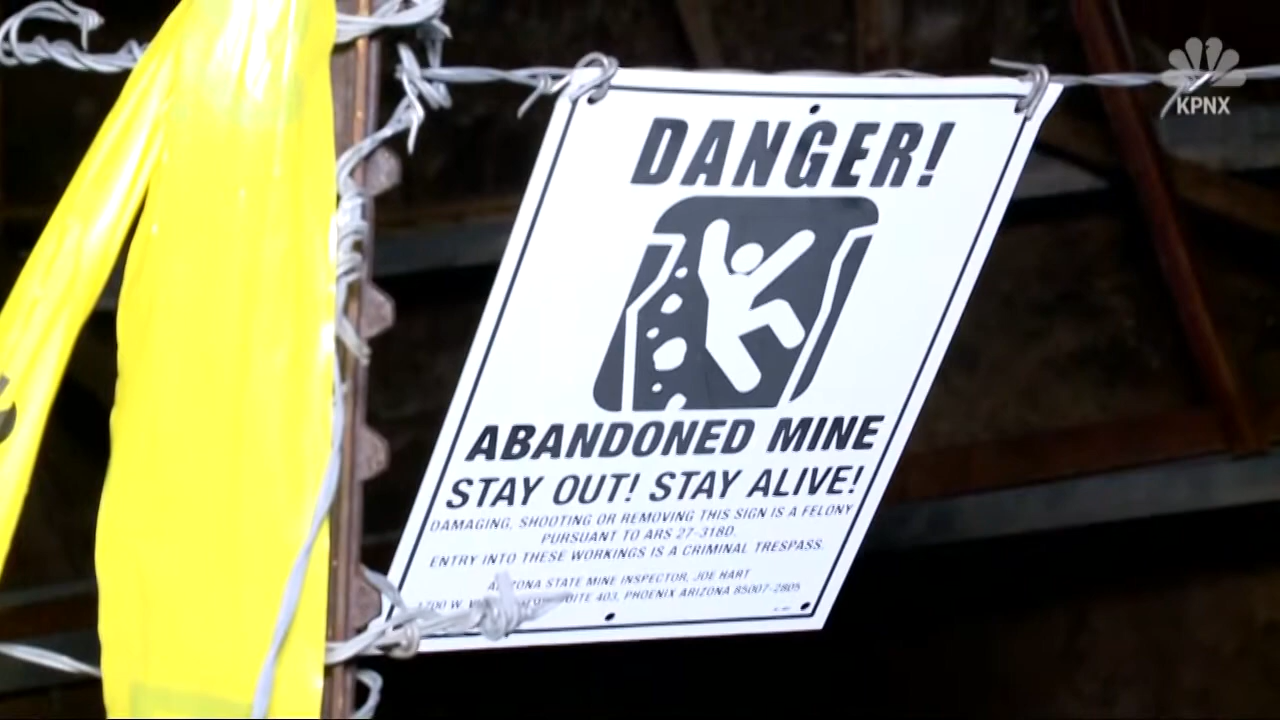 KPNX
DANGER!
ABANDONED MINE
STAY OUT! STAY ALIVE!
DAMAGING, SHOOTING OR REMOVING THIS SIGN IS A FELONY
PURSUANT TO ARS 27-318D.
ENTRY INTO THESE WORKINGS IS A CRIMINAL TRESPASS.
ARIZONA STATE MINE INSPECTOR, JOE HART
1700 W. 403, PHOENIX ARIZONA 85007-2805